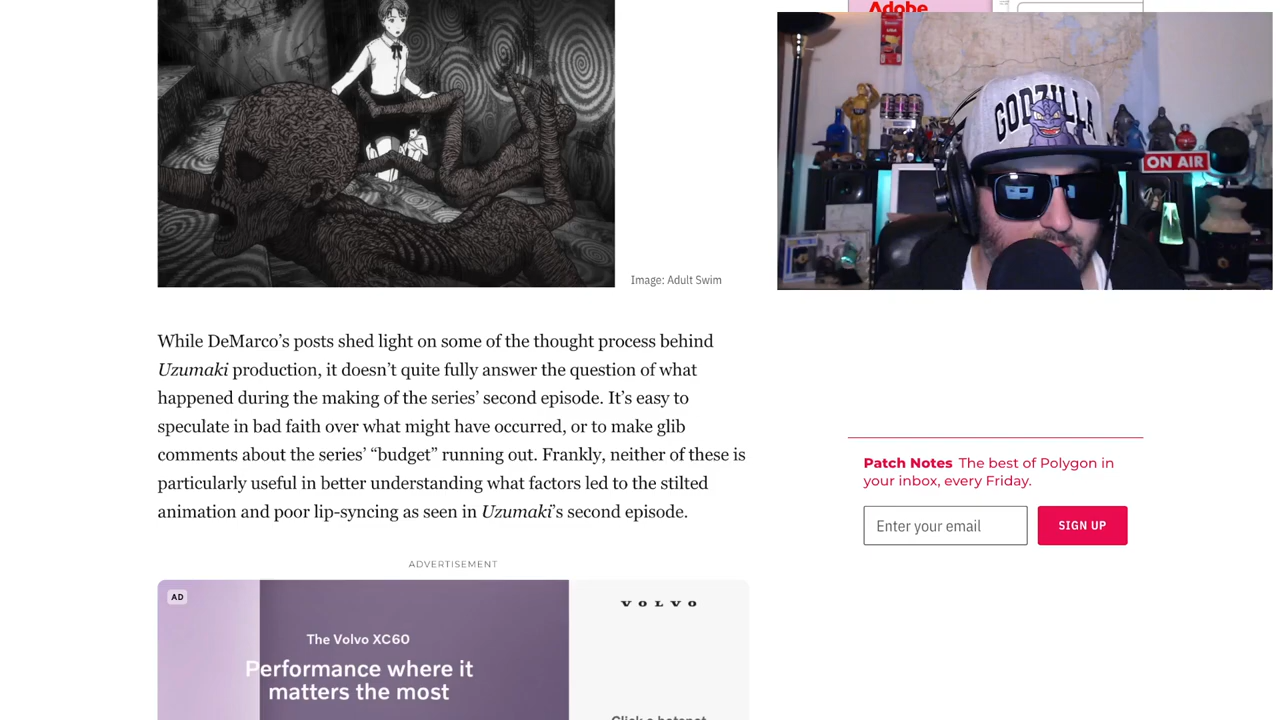 Adobe
GODZILLA
ON AIR
Image: Adult Swim
While DeMarco’s posts shed light on some of the thought process behind
Uzumaki production, it doesn’t quite fully answer the question of what
happened during the making of the series’ second episode. It’s easy to
speculate in bad faith over what might have occurred, or to make glib
comments about the series’ “budget” running out. Frankly, neither of these is
particularly useful in better understanding what factors led to the stilted
animation and poor lip-syncing as seen in Uzumaki’s second episode.
Patch Notes The best of Polygon in
your inbox, every Friday.
Enter your email
SIGN UP
ADVERTISEMENT
AD
The Volvo XC60
Performance where it
matters the most
VOLVO
Click a hotspot